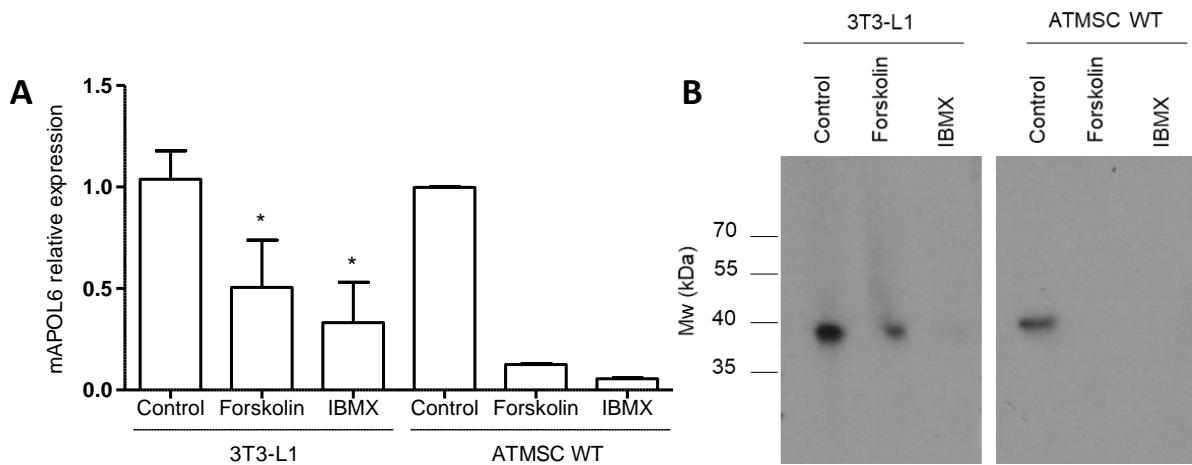 A
mAPOL6 relative expression
1.5
1.0
0.5
0.0
*
*
Control
Forskolin
IBMX
Control
Forskolin
IBMX
3T3-L1
ATMSC WT
B
3T3-L1
ATMSC WT
Control
Forskolin
IBMX
Control
Forskolin
IBMX
Mw (kDa)
70
55
40
35